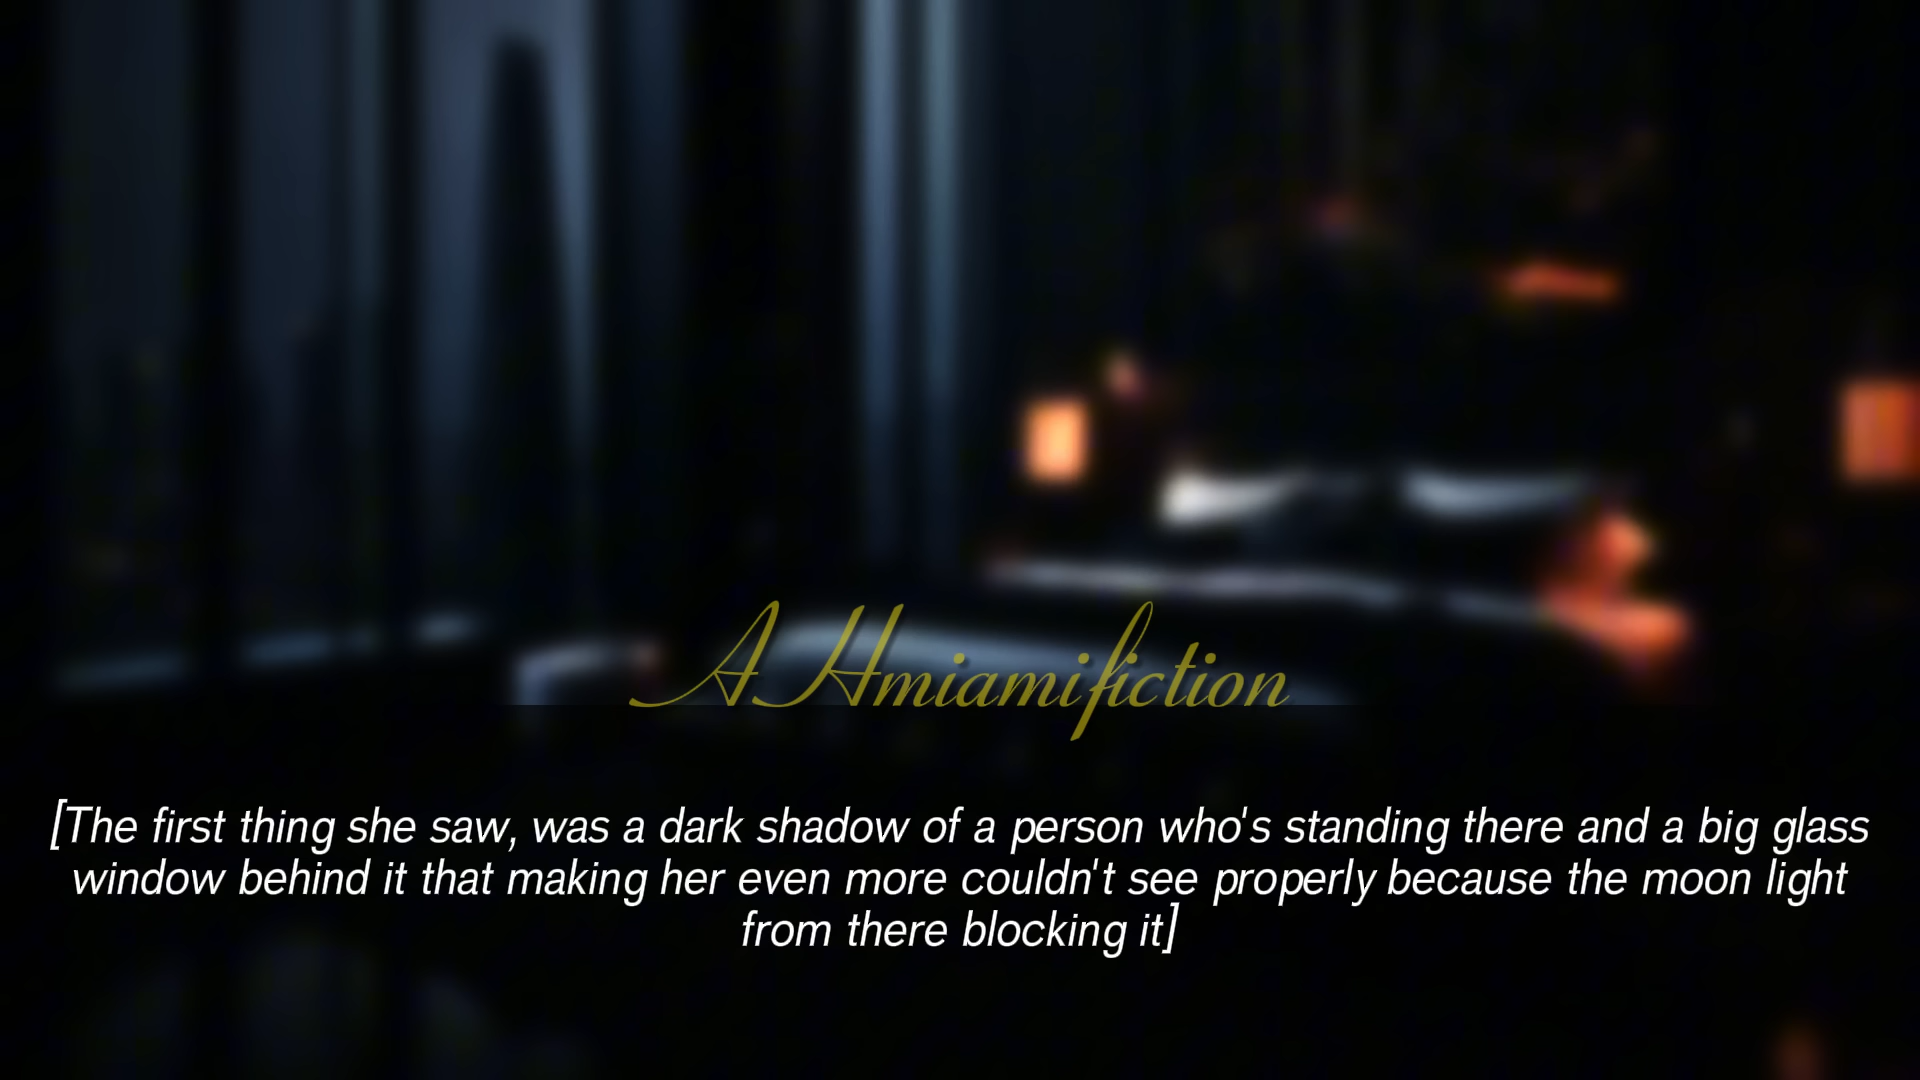 AHmiamifiction
[The first thing she saw, was a dark shadow of a person who's standing there and a big glass
window behind it that making her even more couldn't see properly because the moon light
from there blocking it]